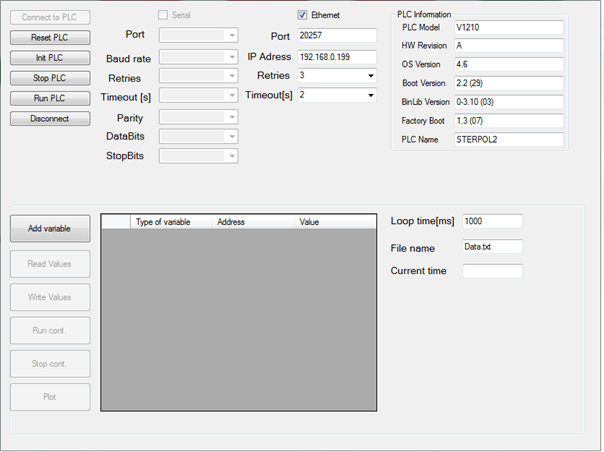 Connect to PLC
Reset PLC
Init PLC
Stop PLC
Run PLC
Disconnect
Serial
Port
Baud rate
Retries
Timeout [s]
Parity
DataBits
StopBits
Ethernet
Port 20257
IP Adress 192.168.0.199
Retries 3
Timeout[s] 2
PLC Information
PLC Model V1210
HW Revision A
OS Version 4.6
Boot Version 2.2 (29)
BinLib Version 0-3.10 (03)
Factory Boot 1.3 (07)
PLC Name STERPOL2
Add variable
Read Values
Write Values
Run cont.
Stop cont.
Plot
Type of variable Address Value
Loop time[ms] 1000
File name Data.txt
Current time